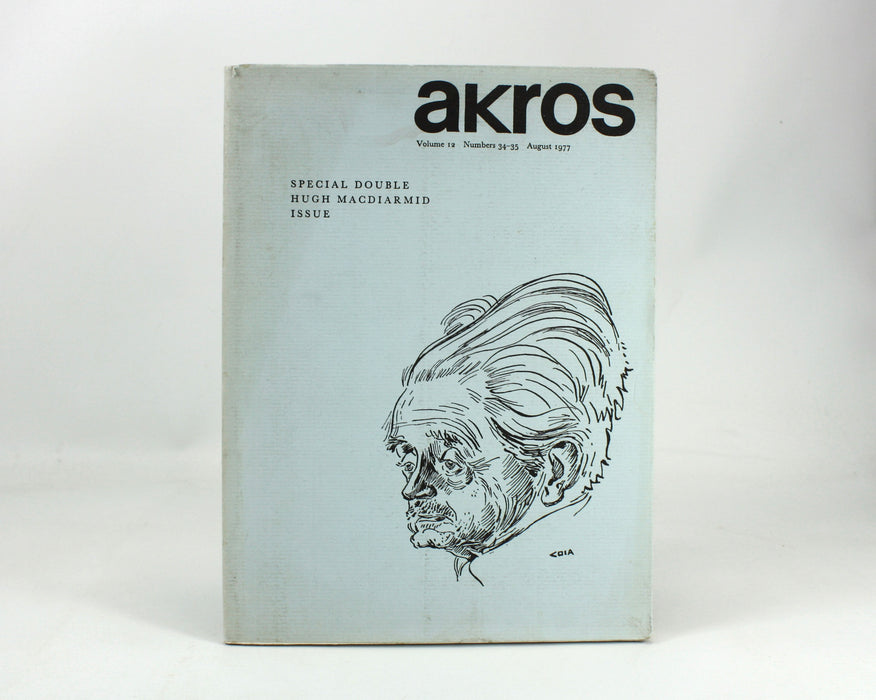 akros
Volume 12 Numbers 34-35 August 1977
SPECIAL DOUBLE
HUGH MACDIARMID
ISSUE
COIA